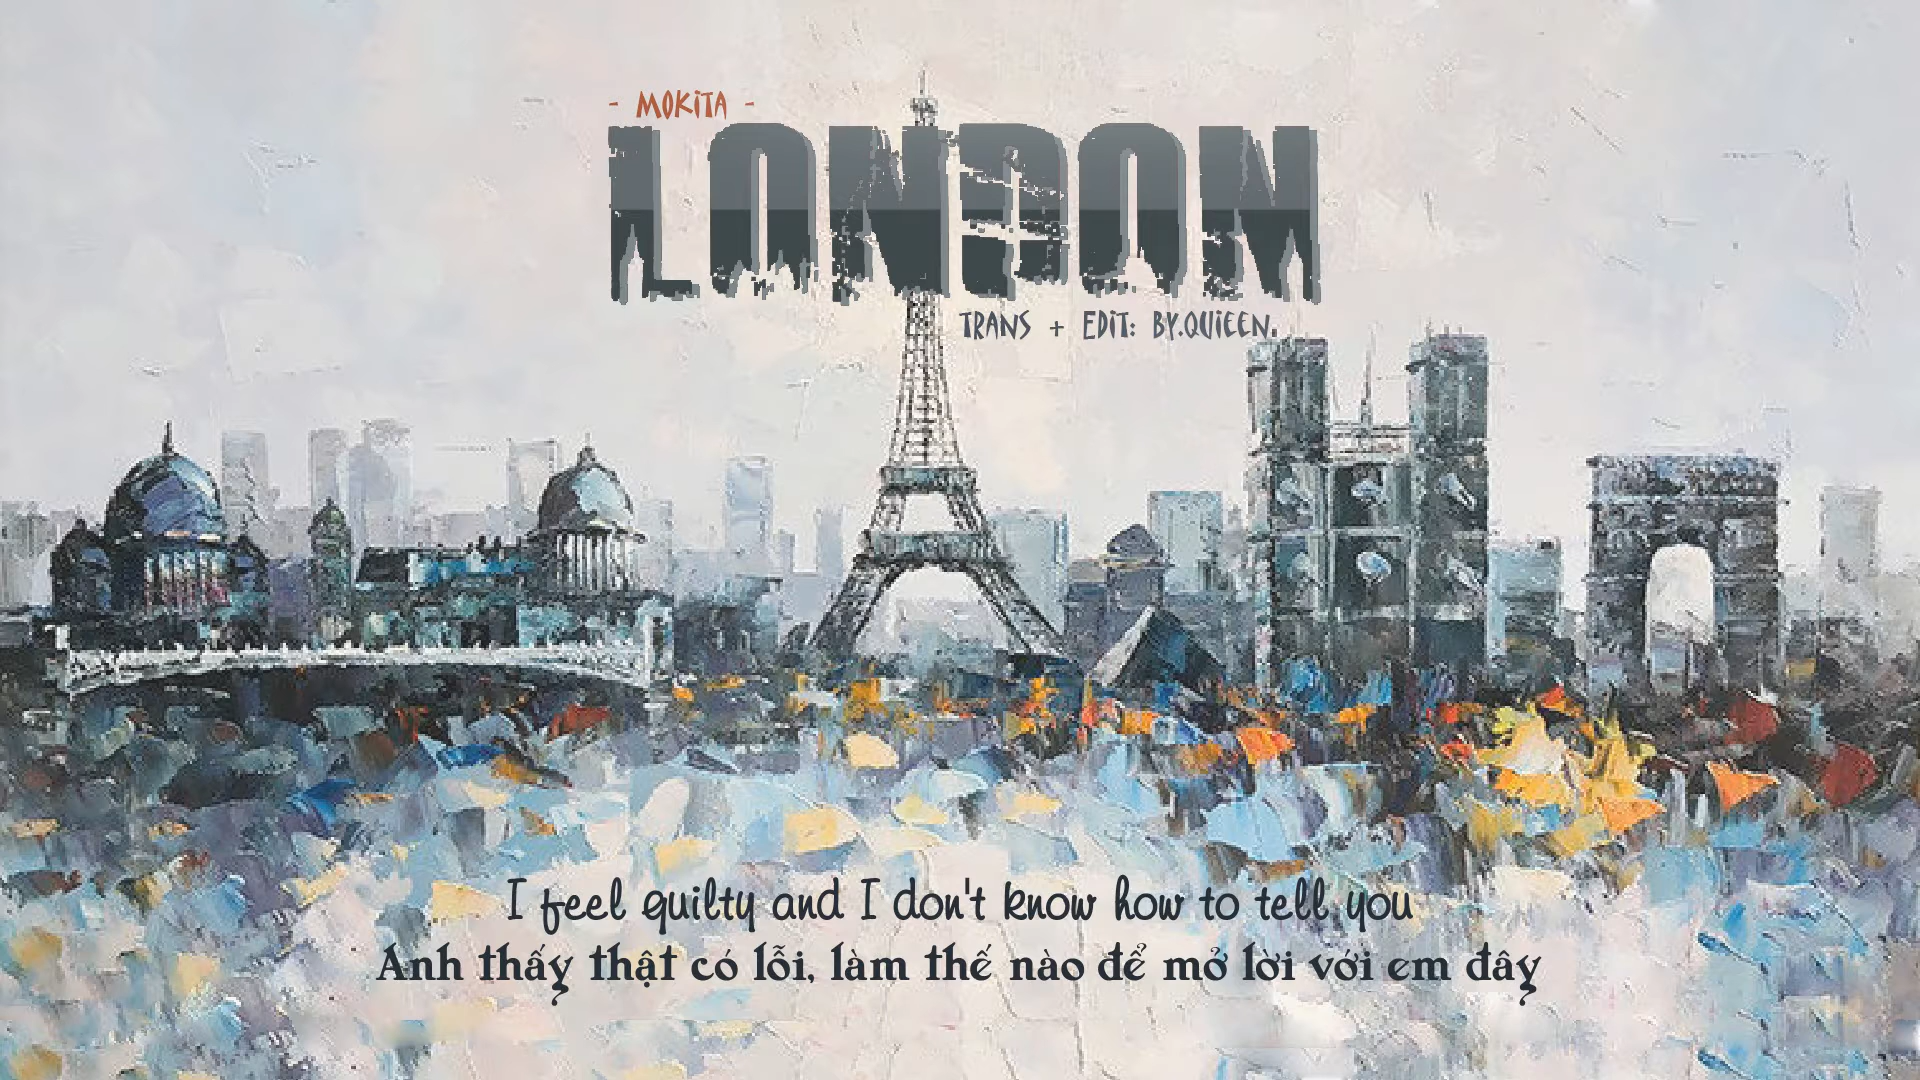 - MOKiTA -
LONDON
TRANS + EDiT: BY.QUiEEN.
I feel guilty and I don't know how to tell you
Anh thấy thật có lỗi, làm thế nào để mở lời với em đây